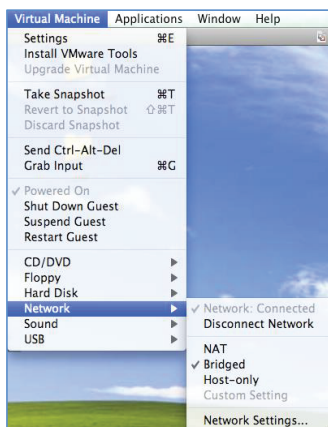 Virtual Machine Applications Window Help
Settings ⌘E
Install VMware Tools
Upgrade Virtual Machine
Take Snapshot ⌘T
Revert to Snapshot ⇧⌘T
Discard Snapshot
Send Ctrl-Alt-Del
Grab Input ⌘G
✓ Powered On
Shut Down Guest
Suspend Guest
Restart Guest
CD/DVD ▶
Floppy ▶
Hard Disk ▶
Network ▶
Sound ▶
USB ▶
✓ Network: Connected
Disconnect Network
NAT
✓ Bridged
Host-only
Custom Setting
Network Settings...